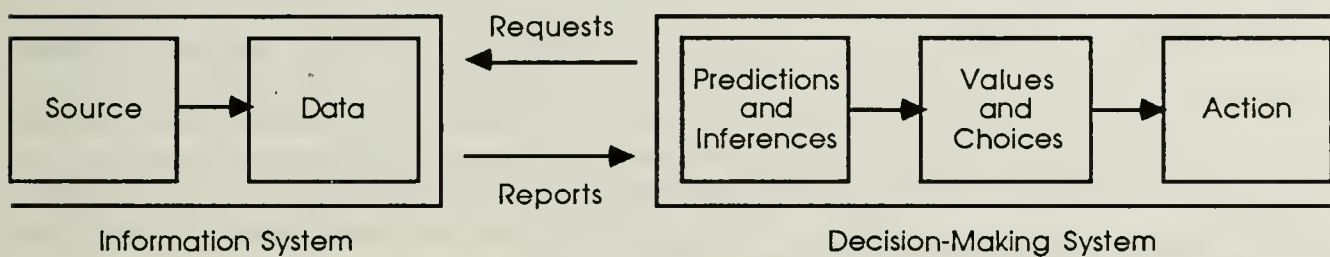 Requests
Source
Data
Predictions
and
Inferences
Values
and
Choices
Action
Reports
Information System
Decision-Making System